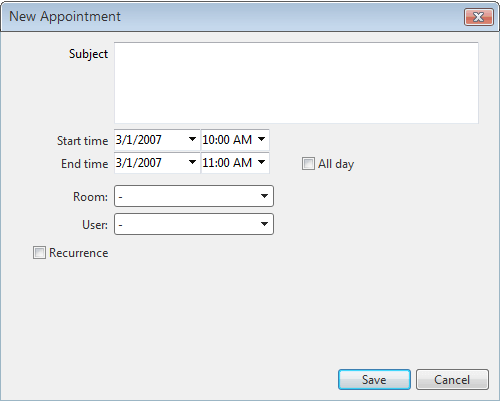 New Appointment
Subject
Start time 3/1/2007 10:00 AM
End time 3/1/2007 11:00 AM All day
Room: -
User: -
Recurrence
Save Cancel